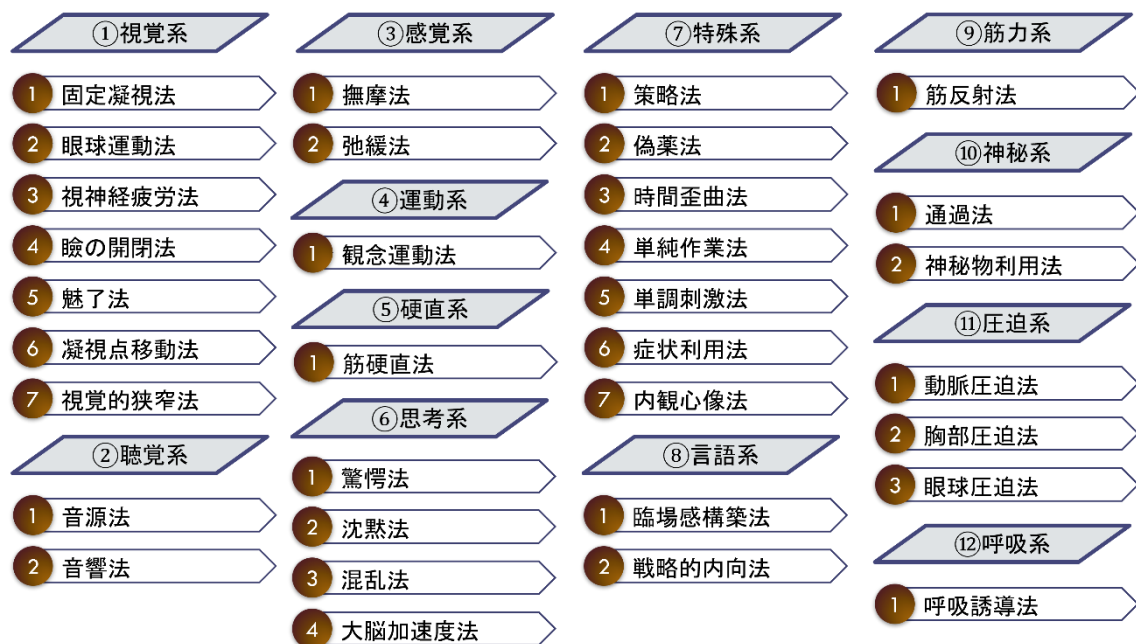 ①視覚系
1 固定凝視法
2 眼球運動法
3 視神経疲労法
4 瞼の開閉法
5 魅了法
6 凝視点移動法
7 視覚的狭窄法
②聴覚系
1 音源法
2 音響法
③感覚系
1 撫摩法
2 弛緩法
④運動系
1 観念運動法
⑤硬直系
1 筋硬直法
⑥思考系
1 驚愕法
2 沈黙法
3 混乱法
4 大脳加速度法
⑦特殊系
1 策略法
2 偽薬法
3 時間歪曲法
4 単純作業法
5 単調刺激法
6 症状利用法
7 内観心像法
⑧言語系
1 臨場感構築法
2 戦略的内向法
⑨筋力系
1 筋反射法
⑩神秘系
1 通過法
2 神秘物利用法
⑪圧迫系
1 動脈圧迫法
2 胸部圧迫法
3 眼球圧迫法
⑫呼吸系
1 呼吸誘導法